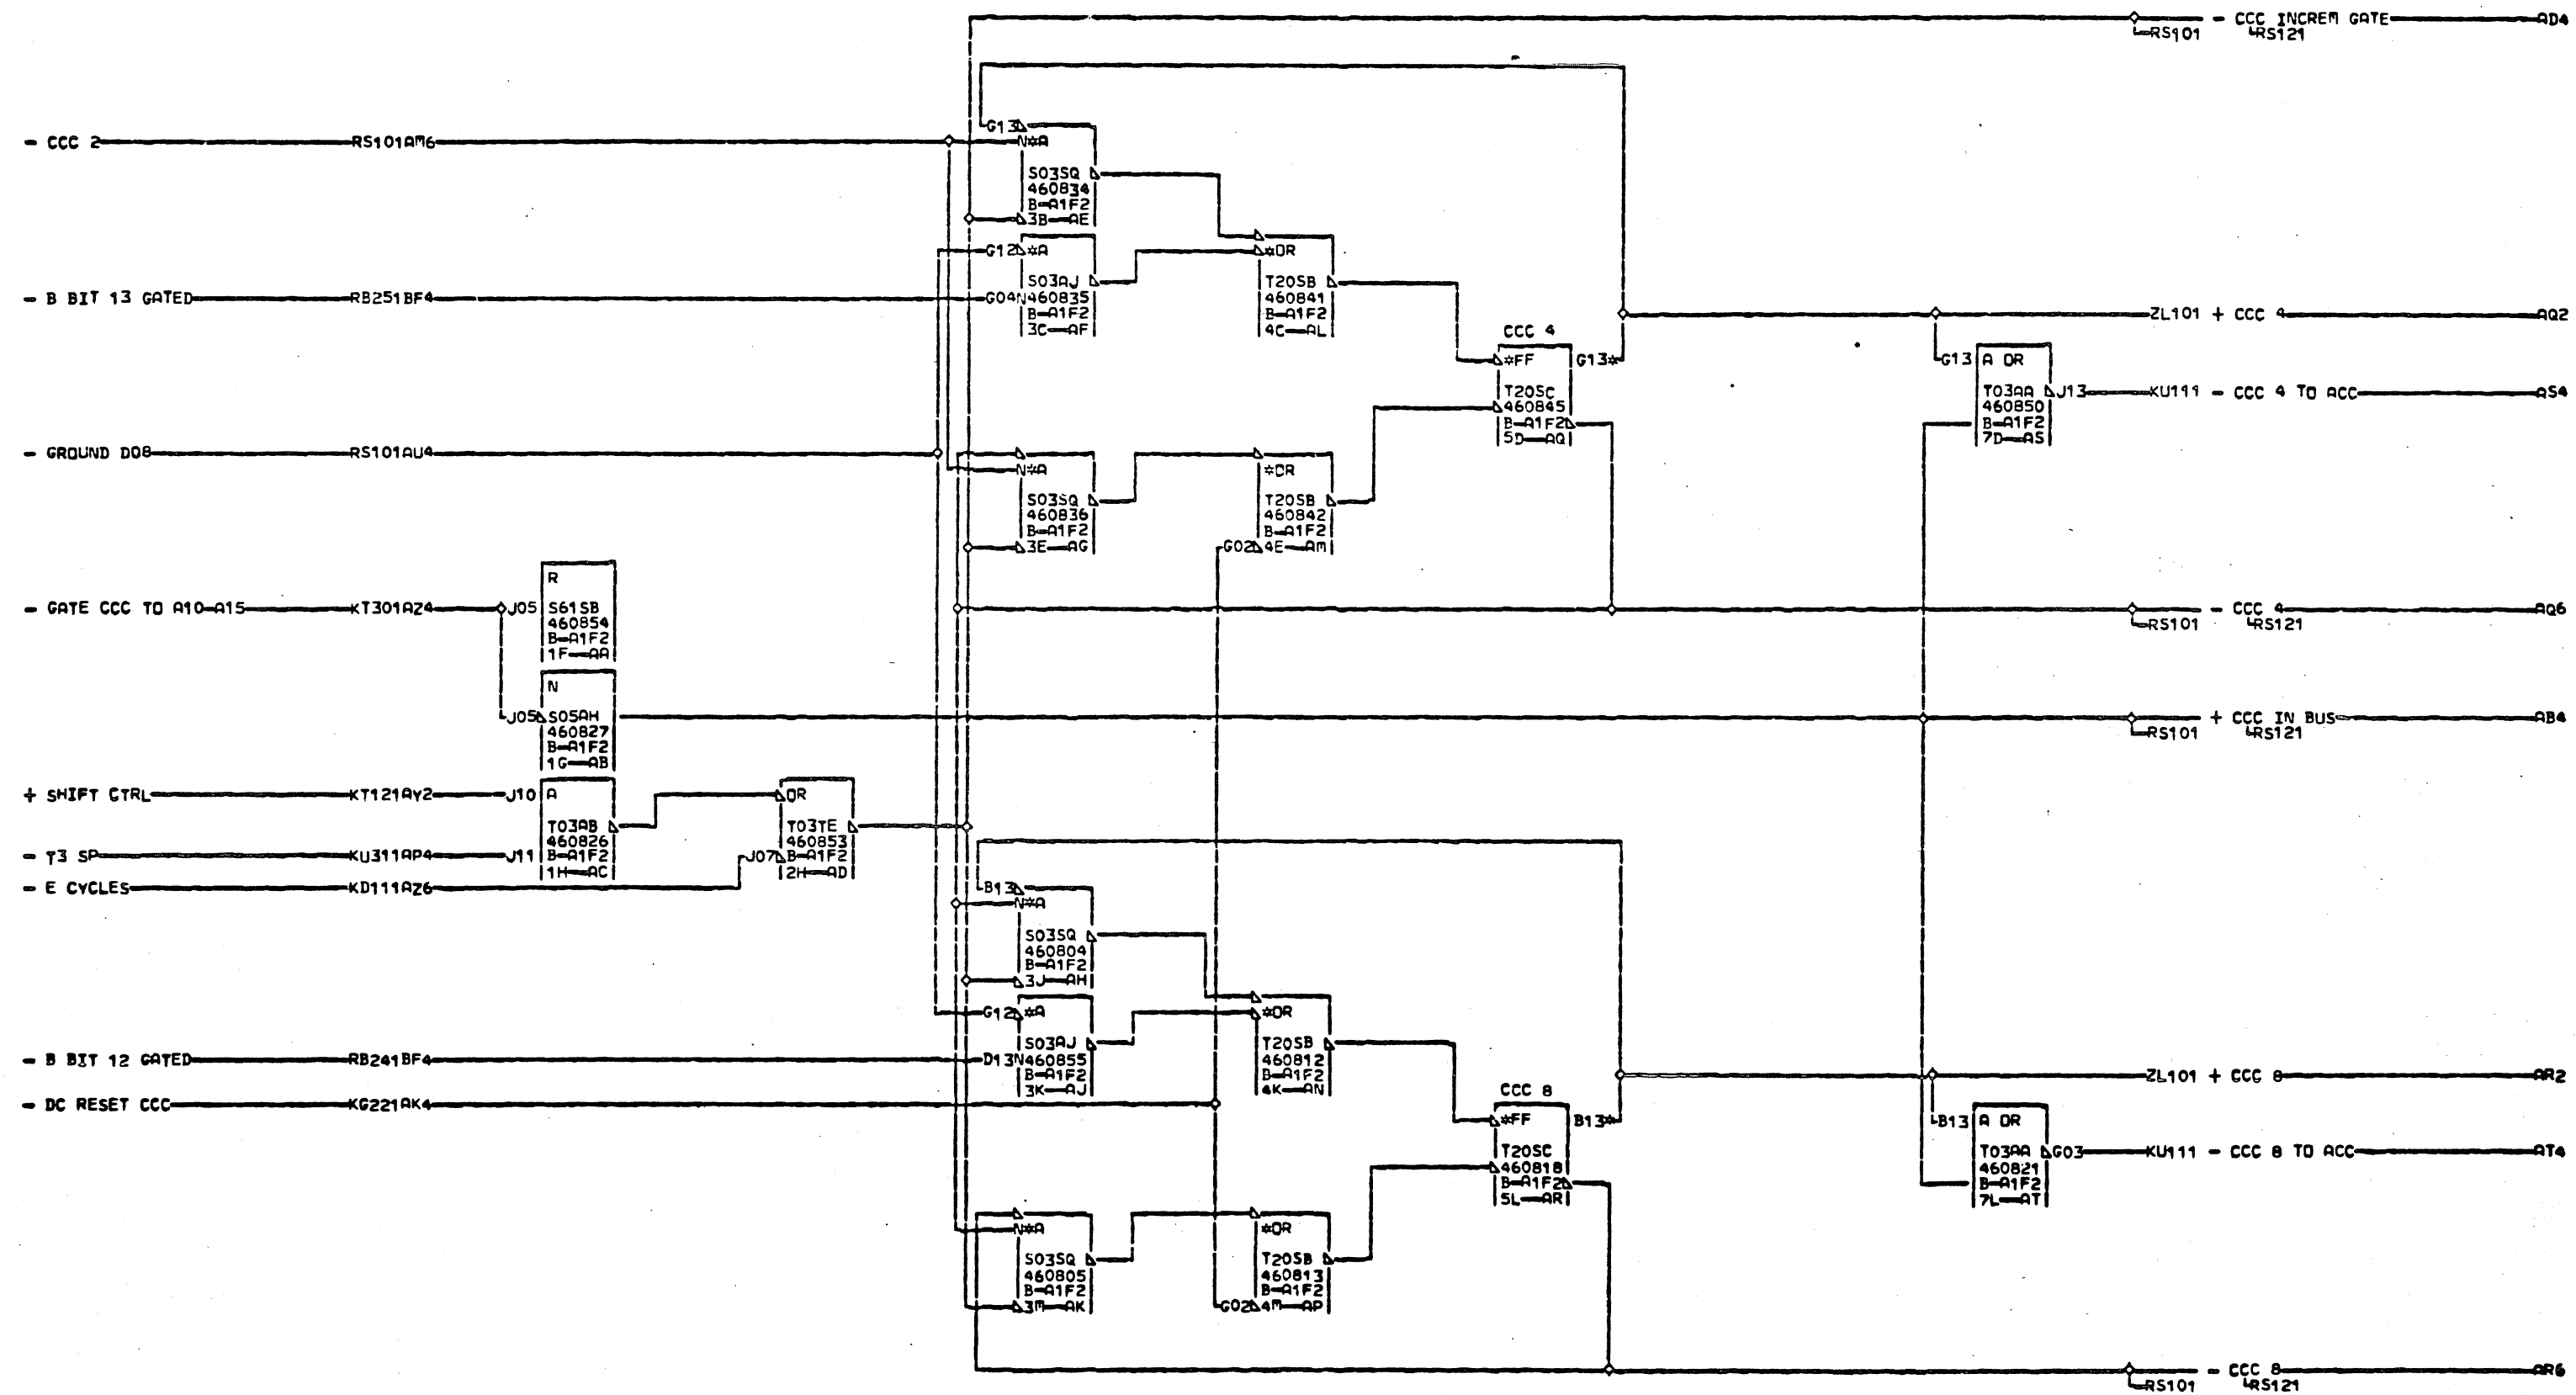 - CCC INCREM GATE AD4
RS101 RS121
G13
- CCC 2 RS101AM6 N*A
S03SQ
460834
B-A1F2
3B-AE
G12 *A *OR
S03AJ T20SB
- B BIT 13 GATED RB251BF4 G04N 460835 460841
B-A1F2 B-A1F2
3C-AF 4C-AL
ZL101 + CCC 4 AQ2
CCC 4
*FF G13* G13 A OR
T20SC T03AA J13 KU111 - CCC 4 TO ACC AS4
460845 460850
B-A1F2 B-A1F2
5D-AQ 7D-AS
- GROUND D08 RS101AU4
N*A *OR
S03SQ T20SB
460836 460842
B-A1F2 B-A1F2
3E-AG G02 4E-AM
R
- GATE CCC TO A10-A15 KT301AZ4 J05 S61SB - CCC 4 AQ6
460854 RS101 RS121
B-A1F2
1F-AA
N
J05 S05AH + CCC IN BUS AB4
460827 RS101 RS121
B-A1F2
1G-AB
+ SHIFT CTRL KT121AY2 J10 A OR
T03AB T03TE
460826 460853
- T3 SP KU311AP4 J11 B-A1F2 J07 B-A1F2
1H-AC 2H-AD
- E CYCLES KD111AZ6
B13
N*A
S03SQ
460804
B-A1F2
3J-AH
G12 *A *OR
S03AJ T20SB
- B BIT 12 GATED RB241BF4 D13N 460855 460812
B-A1F2 B-A1F2
3K-AJ 4K-AN
ZL101 + CCC 8 AR2
- DC RESET CCC KG221AK4
CCC 8
*FF B13* B13 A OR
T20SC T03AA G03 KU111 - CCC 8 TO ACC AT4
460818 460821
B-A1F2 B-A1F2
5L-AR 7L-AT
N*A *OR
S03SQ T20SB
460805 460813
B-A1F2 B-A1F2
3M-AK G02 4M-AP
- CCC 8 AR6
RS101 RS121